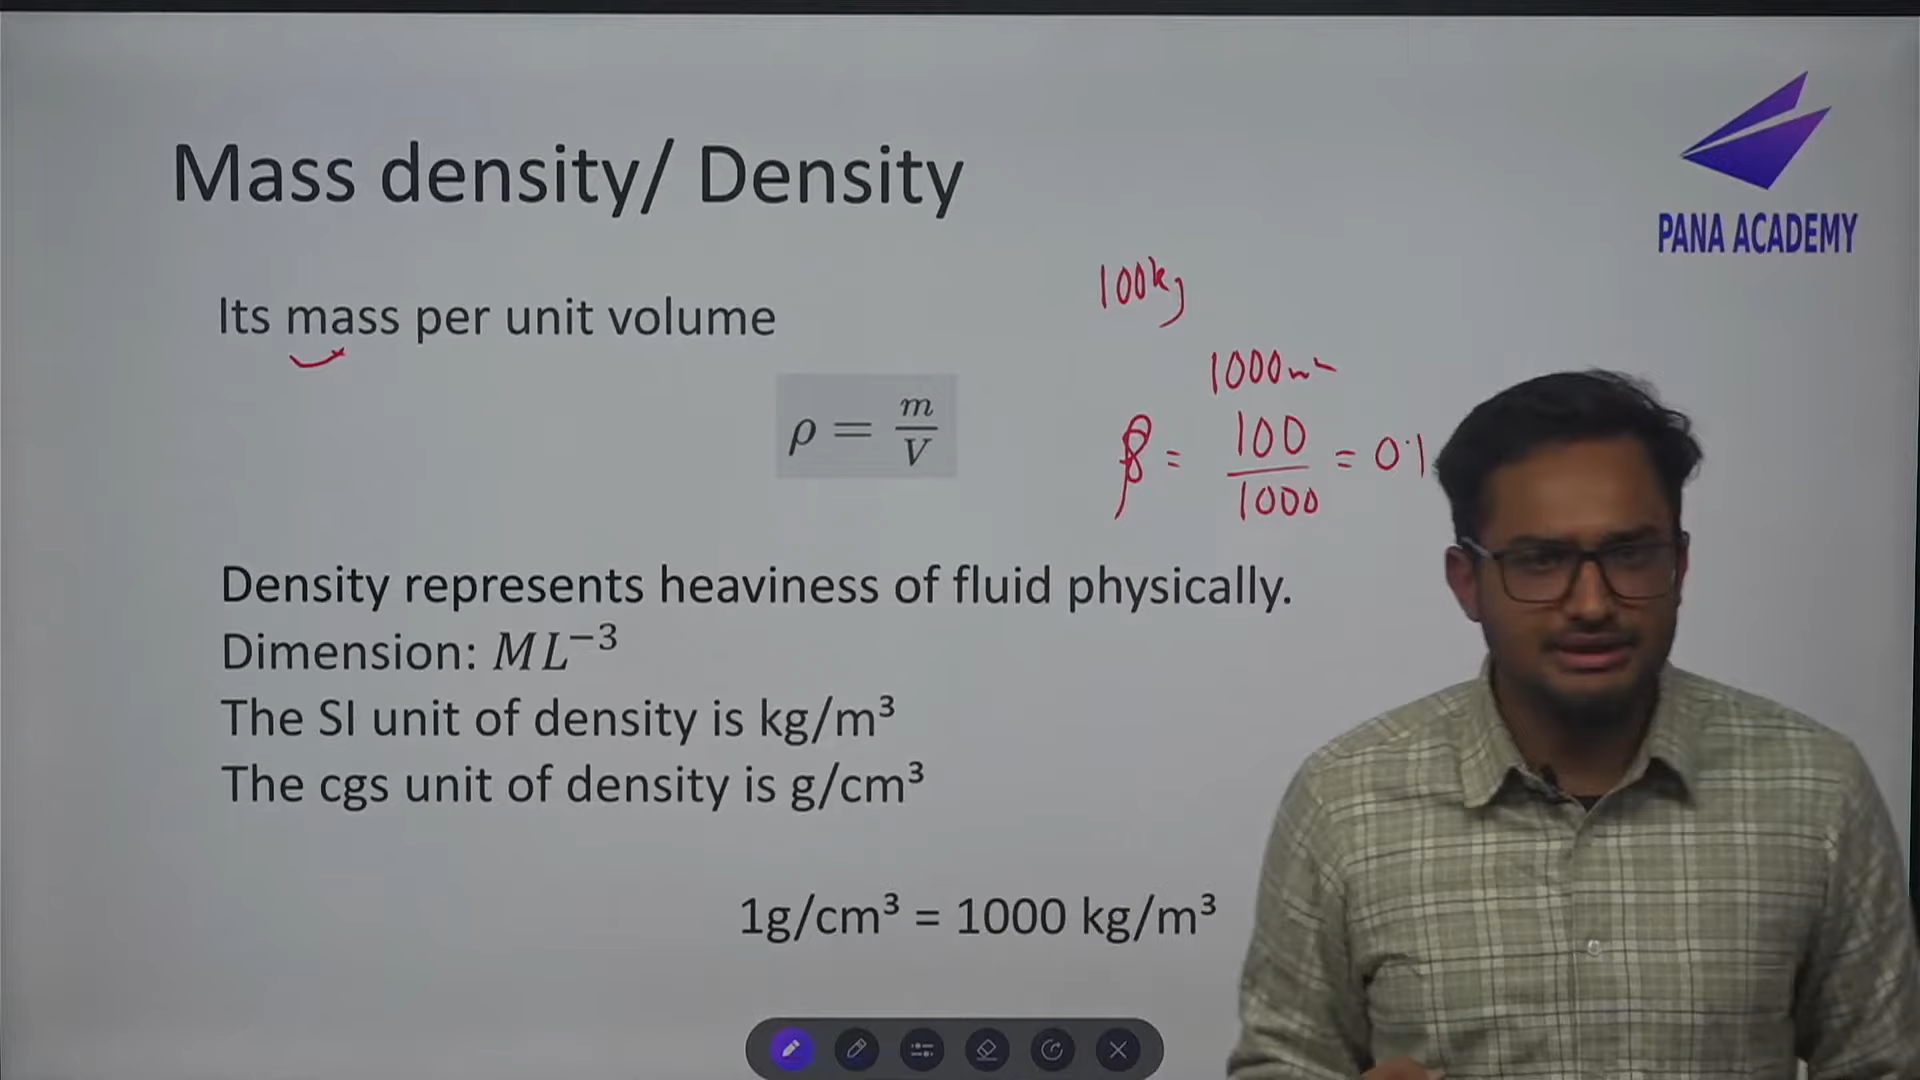 Mass density/ Density
PANA ACADEMY
Its mass per unit volume
100kg
1000
ρ = m/V
ρ = 100/1000 = 0.1
Density represents heaviness of fluid physically.
Dimension: ML⁻³
The SI unit of density is kg/m³
The cgs unit of density is g/cm³
1g/cm³ = 1000 kg/m³